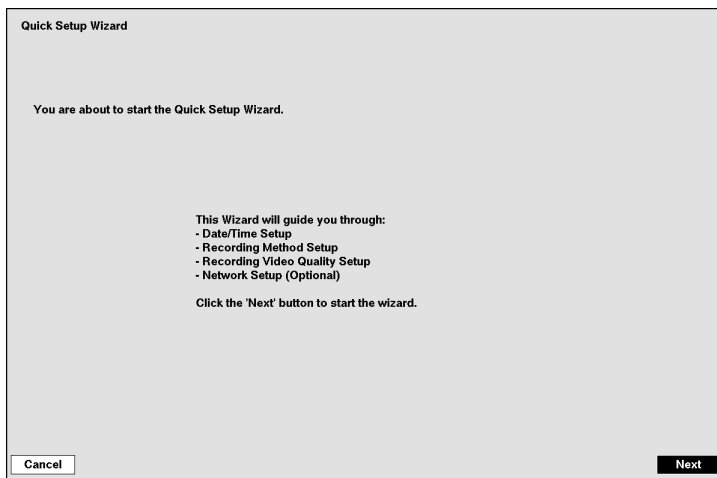 Quick Setup Wizard
You are about to start the Quick Setup Wizard.
This Wizard will guide you through:
- Date/Time Setup
- Recording Method Setup
- Recording Video Quality Setup
- Network Setup (Optional)
Click the 'Next' button to start the wizard.
Cancel
Next